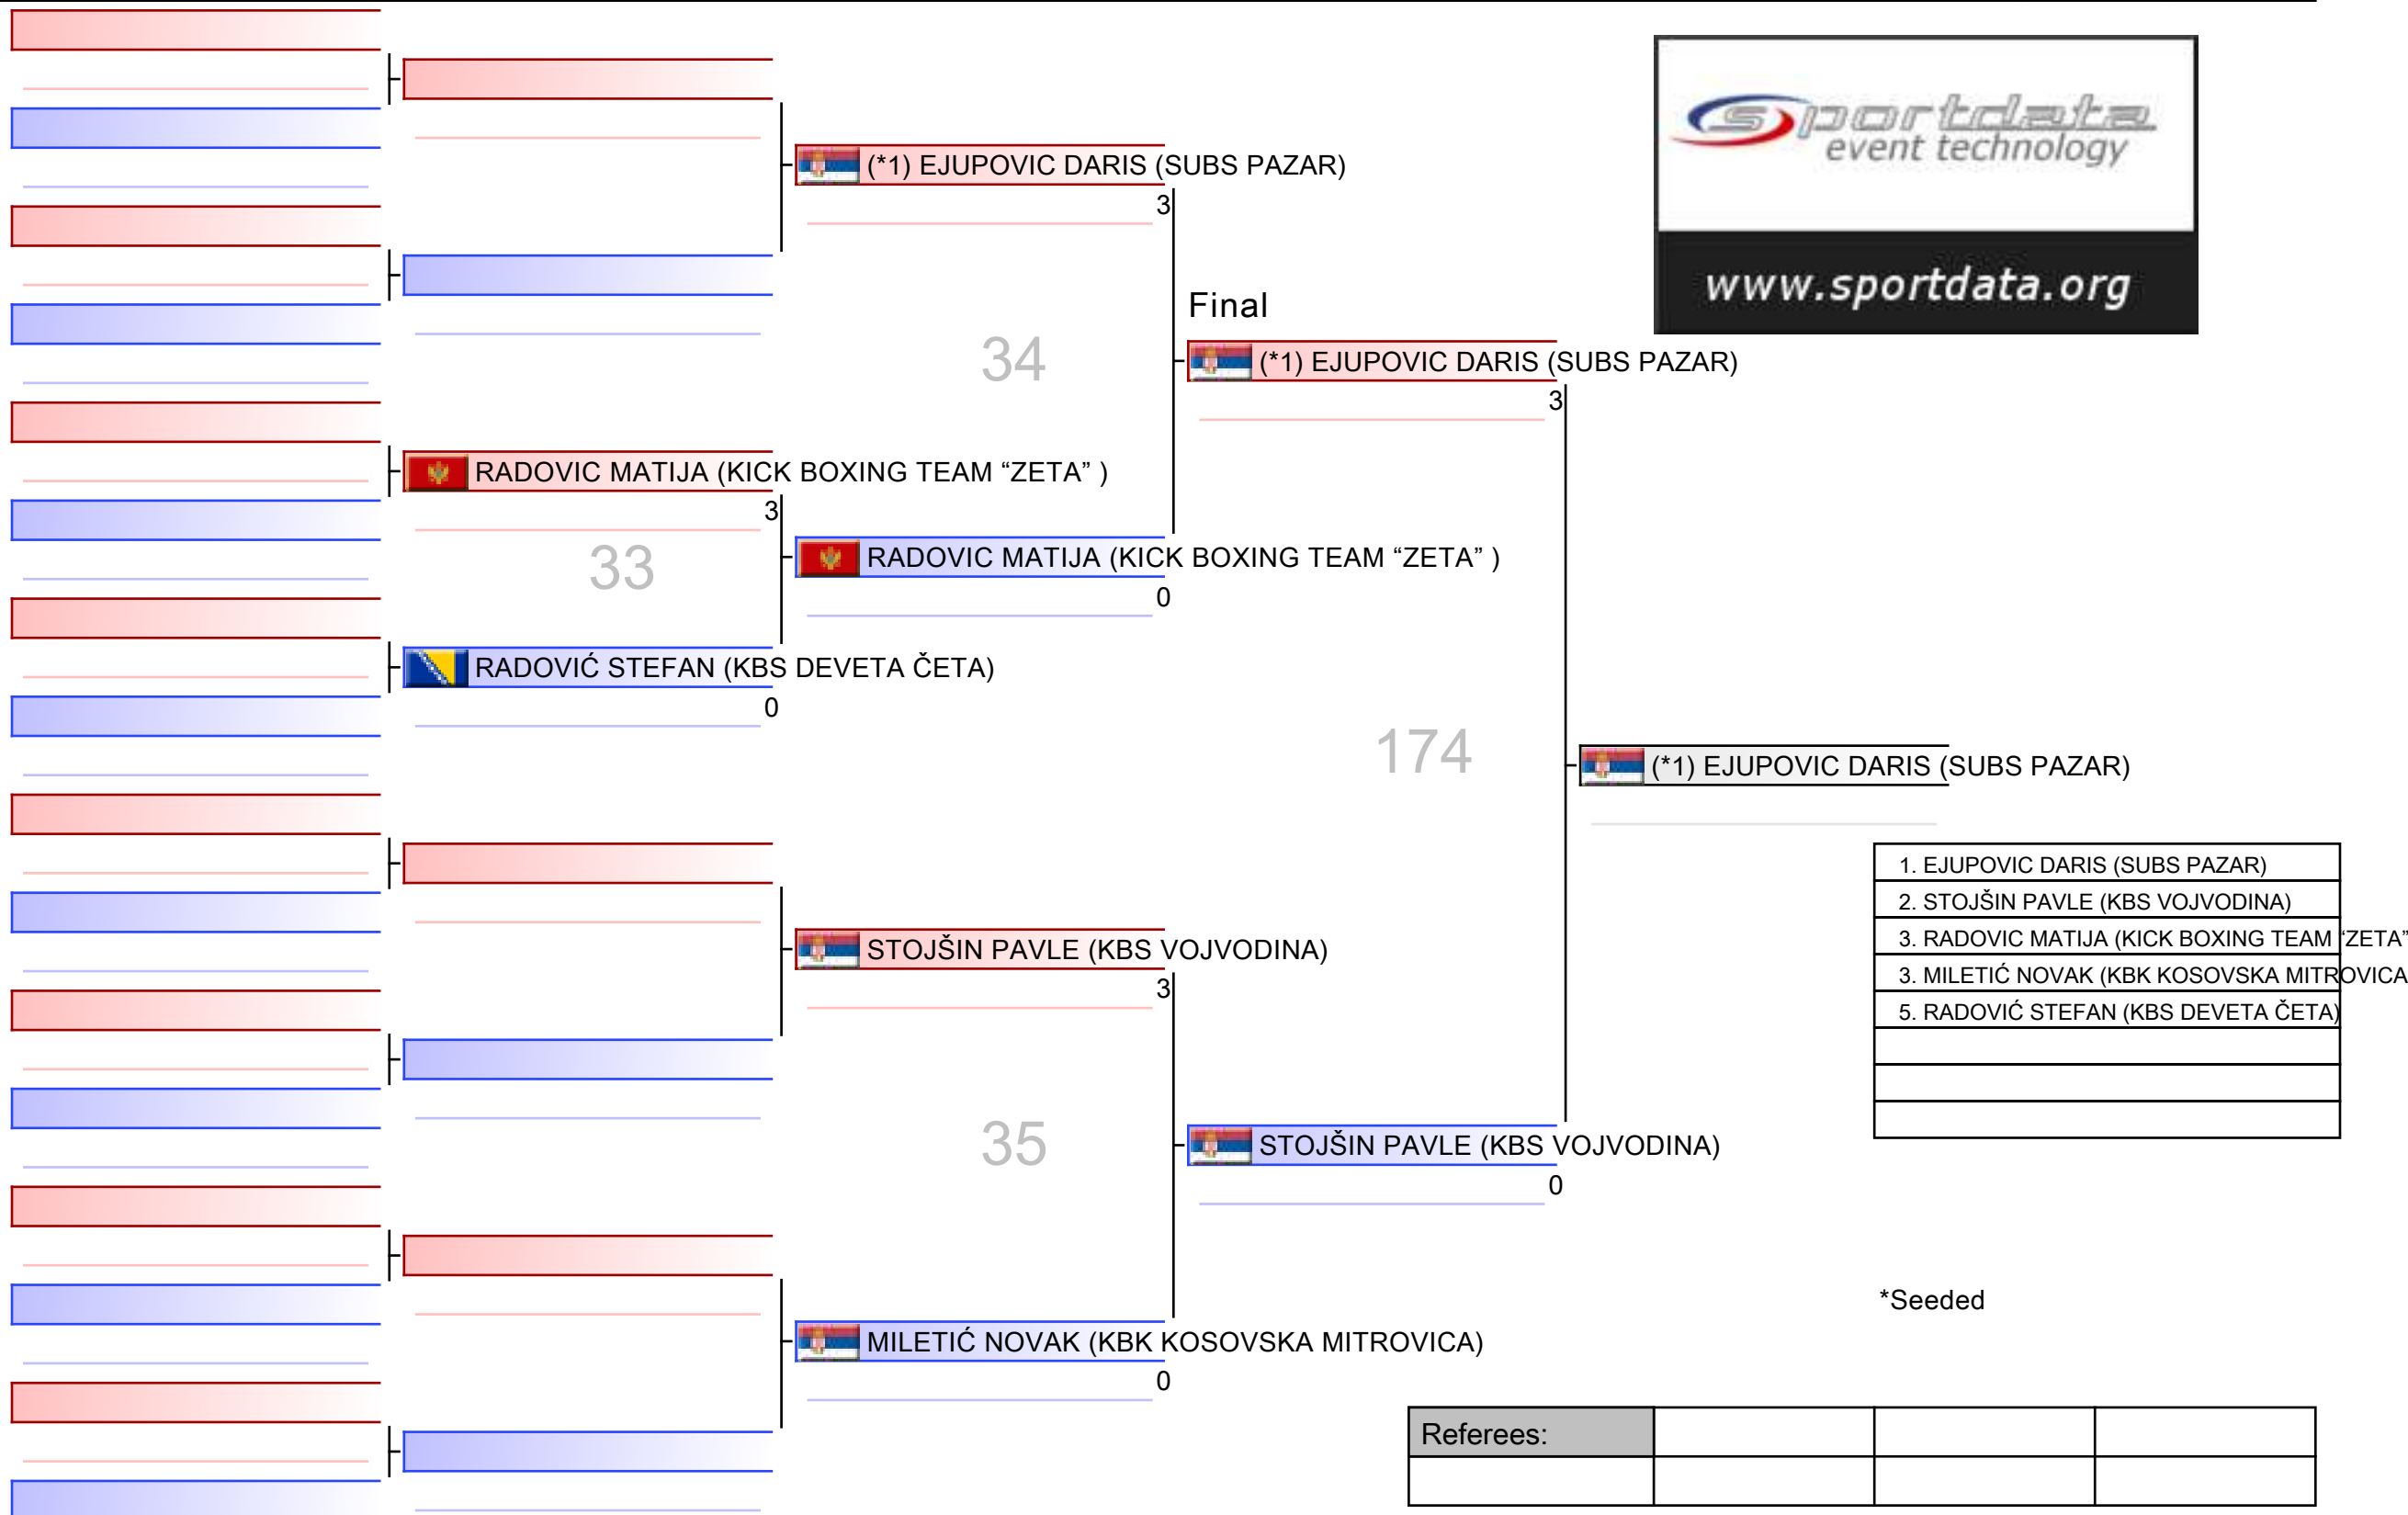 sportdata
event technology
www.sportdata.org
(*1) EJUPOVIC DARIS (SUBS PAZAR)
3
Final
34
(*1) EJUPOVIC DARIS (SUBS PAZAR)
3
RADOVIC MATIJA (KICK BOXING TEAM “ZETA” )
3
33
RADOVIC MATIJA (KICK BOXING TEAM “ZETA” )
0
RADOVIĆ STEFAN (KBS DEVETA ČETA)
0
174
(*1) EJUPOVIC DARIS (SUBS PAZAR)
1. EJUPOVIC DARIS (SUBS PAZAR)
2. STOJŠIN PAVLE (KBS VOJVODINA)
3. RADOVIC MATIJA (KICK BOXING TEAM “ZETA”
3. MILETIĆ NOVAK (KBK KOSOVSKA MITROVICA
5. RADOVIĆ STEFAN (KBS DEVETA ČETA)
STOJŠIN PAVLE (KBS VOJVODINA)
3
35
STOJŠIN PAVLE (KBS VOJVODINA)
0
MILETIĆ NOVAK (KBK KOSOVSKA MITROVICA)
0
*Seeded
Referees: